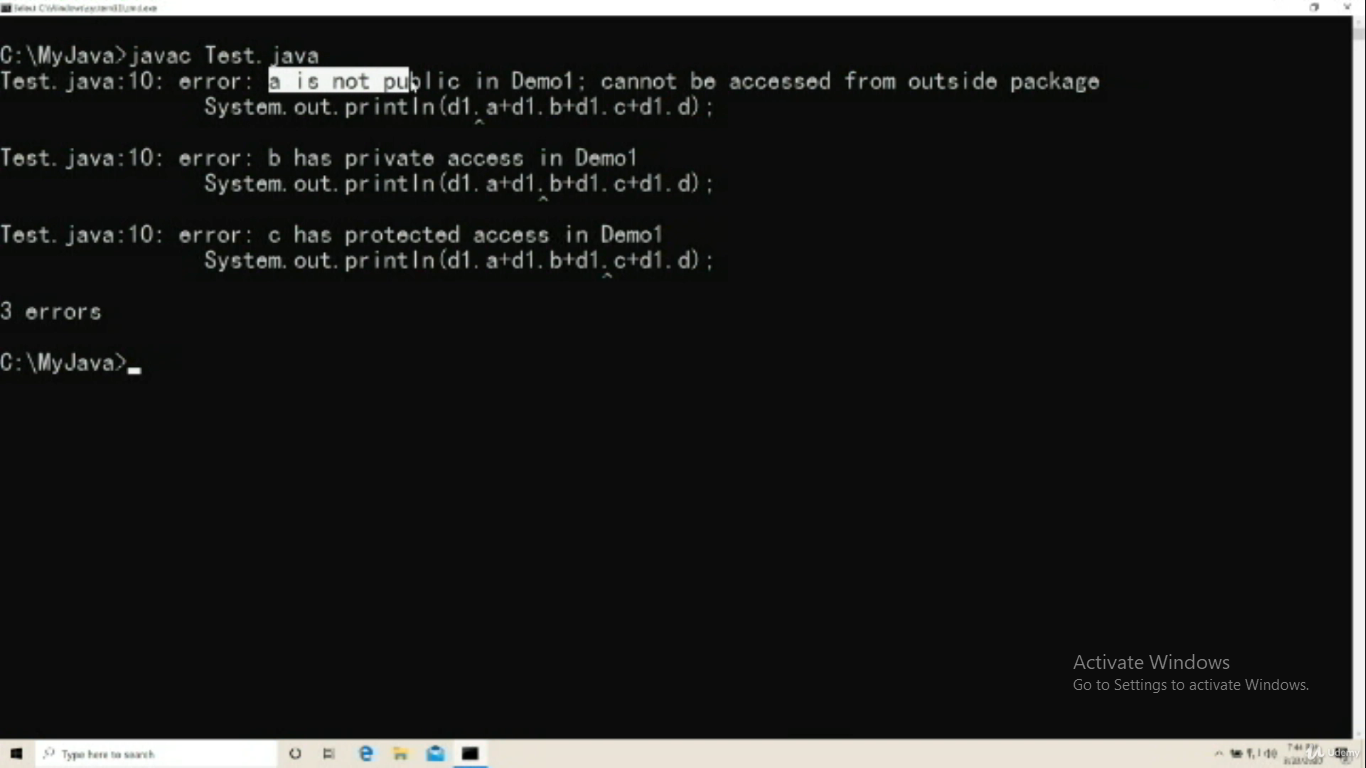 Select C:\Windows\system32\cmd.exe
C:\MyJava>javac Test.java
Test.java:10: error: a is not public in Demo1; cannot be accessed from outside package
System.out.println(d1.a+d1.b+d1.c+d1.d);
^
Test.java:10: error: b has private access in Demo1
System.out.println(d1.a+d1.b+d1.c+d1.d);
^
Test.java:10: error: c has protected access in Demo1
System.out.println(d1.a+d1.b+d1.c+d1.d);
^
3 errors
C:\MyJava>
Activate Windows
Go to Settings to activate Windows.
Type here to search
Udemy